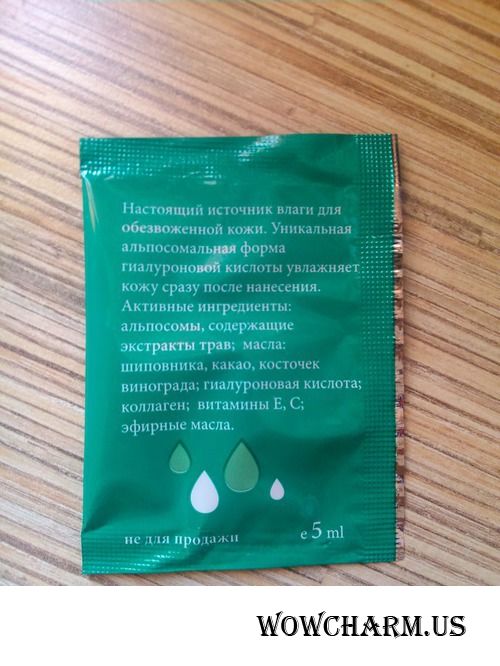 Настоящий источник влаги для
обезвоженной кожи. Уникальная
альпосомальная форма
гиалуроновой кислоты увлажняет
кожу сразу после нанесения.
Активные ингредиенты:
альпосомы, содержащие
экстракты трав; масла:
шиповника, какао, косточек
винограда; гиалуроновая кислота;
коллаген; витамины Е, С;
эфирные масла.
не для продажи e 5 ml
WOWCHARM.US